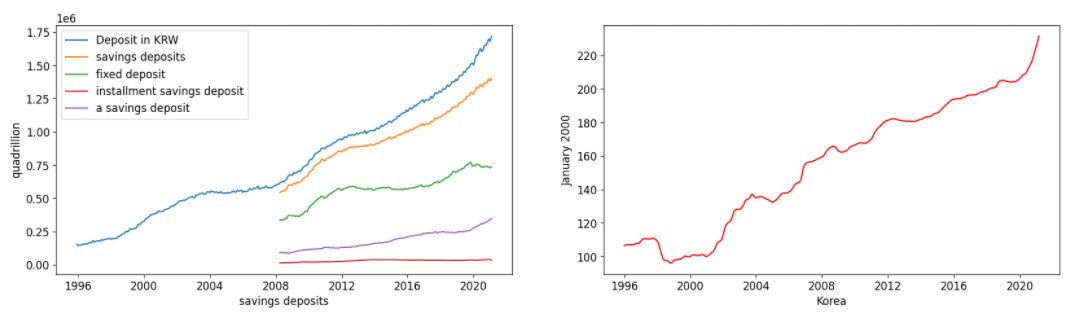 1e6
1.75
1.50
1.25
1.00
0.75
0.50
0.25
0.00
quadrillion
Deposit in KRW
savings deposits
fixed deposit
installment savings deposit
a savings deposit
1996 2000 2004 2008 2012 2016 2020
savings deposits
220
200
180
160
140
120
100
January 2000
1996 2000 2004 2008 2012 2016 2020
Korea